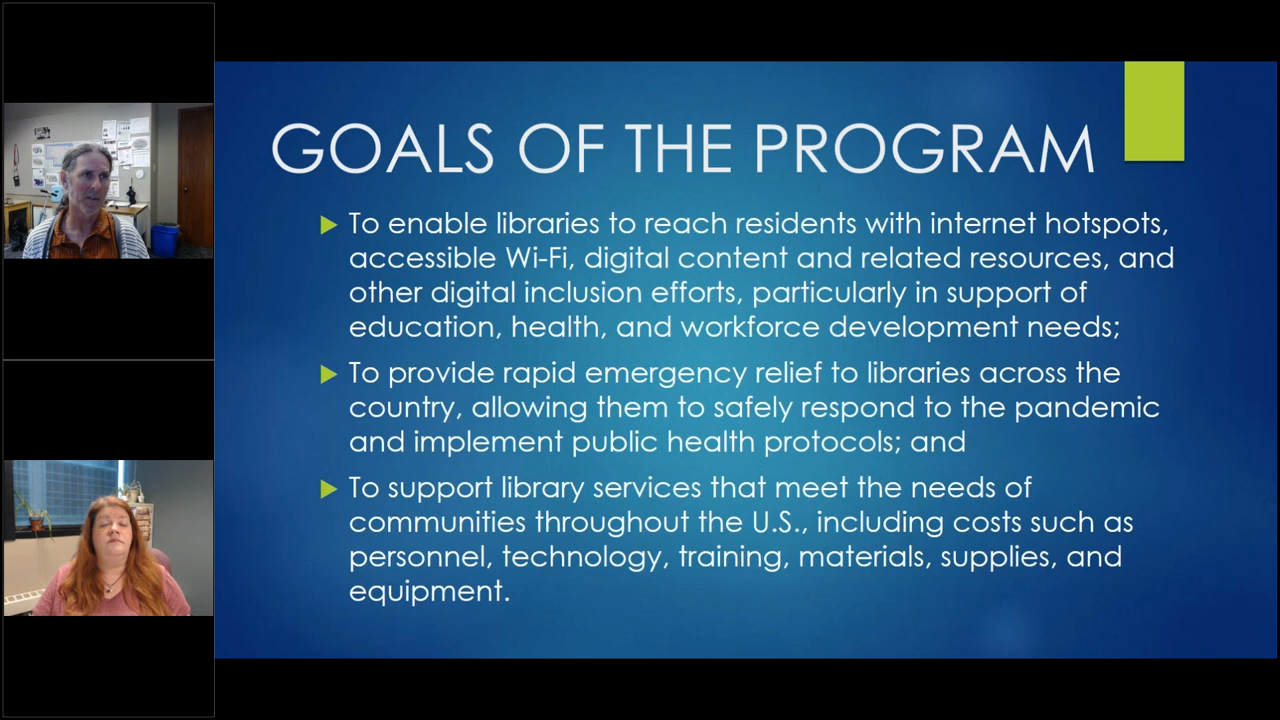 GOALS OF THE PROGRAM
To enable libraries to reach residents with internet hotspots,
accessible Wi-Fi, digital content and related resources, and
other digital inclusion efforts, particularly in support of
education, health, and workforce development needs;
To provide rapid emergency relief to libraries across the
country, allowing them to safely respond to the pandemic
and implement public health protocols; and
To support library services that meet the needs of
communities throughout the U.S., including costs such as
personnel, technology, training, materials, supplies, and
equipment.